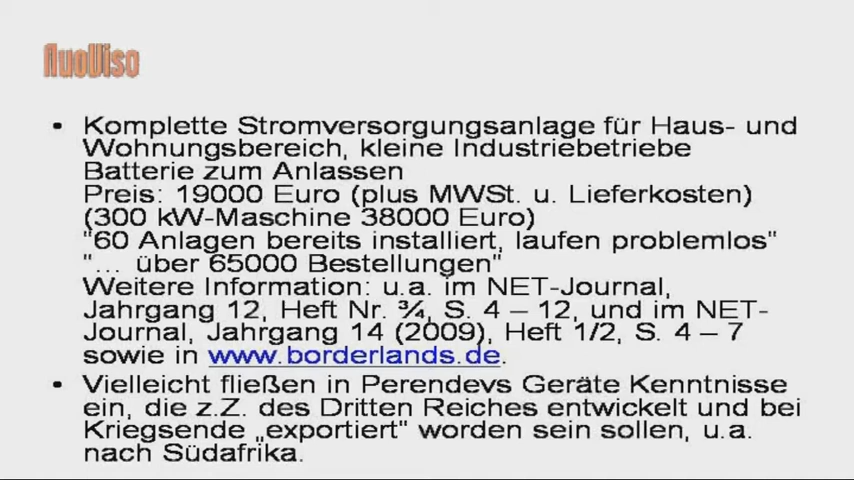 fluoViso
• Komplette Stromversorgungsanlage für Haus- und
Wohnungsbereich, kleine Industriebetriebe
Batterie zum Anlassen
Preis: 19000 Euro (plus MWSt. u. Lieferkosten)
(300 kW-Maschine 38000 Euro)
"60 Anlagen bereits installiert, laufen problemlos"
"... über 65000 Bestellungen"
Weitere Information: u.a. im NET-Journal,
Jahrgang 12, Heft Nr. ¾, S. 4 – 12, und im NET-
Journal, Jahrgang 14 (2009), Heft 1/2, S. 4 – 7
sowie in www.borderlands.de.
• Vielleicht fließen in Perendevs Geräte Kenntnisse
ein, die z.Z. des Dritten Reiches entwickelt und bei
Kriegsende „exportiert" worden sein sollen, u.a.
nach Südafrika.